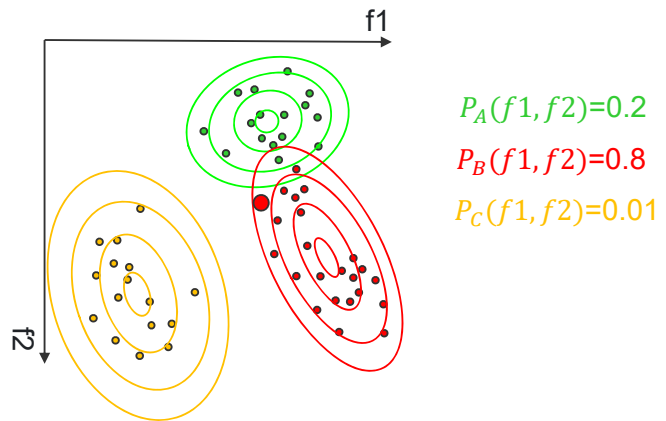 f1
P_A(f1, f2)=0.2
P_B(f1, f2)=0.8
P_C(f1, f2)=0.01
f2